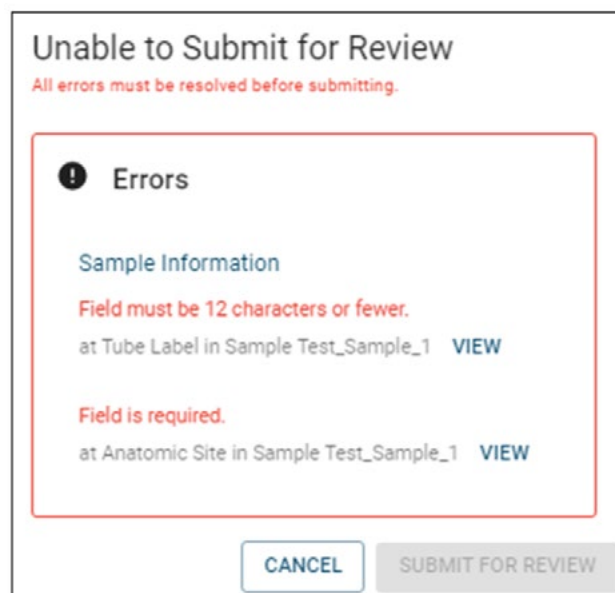 Unable to Submit for Review
All errors must be resolved before submitting.
Errors
Sample Information
Field must be 12 characters or fewer.
at Tube Label in Sample Test_Sample_1 VIEW
Field is required.
at Anatomic Site in Sample Test_Sample_1 VIEW
CANCEL SUBMIT FOR REVIEW